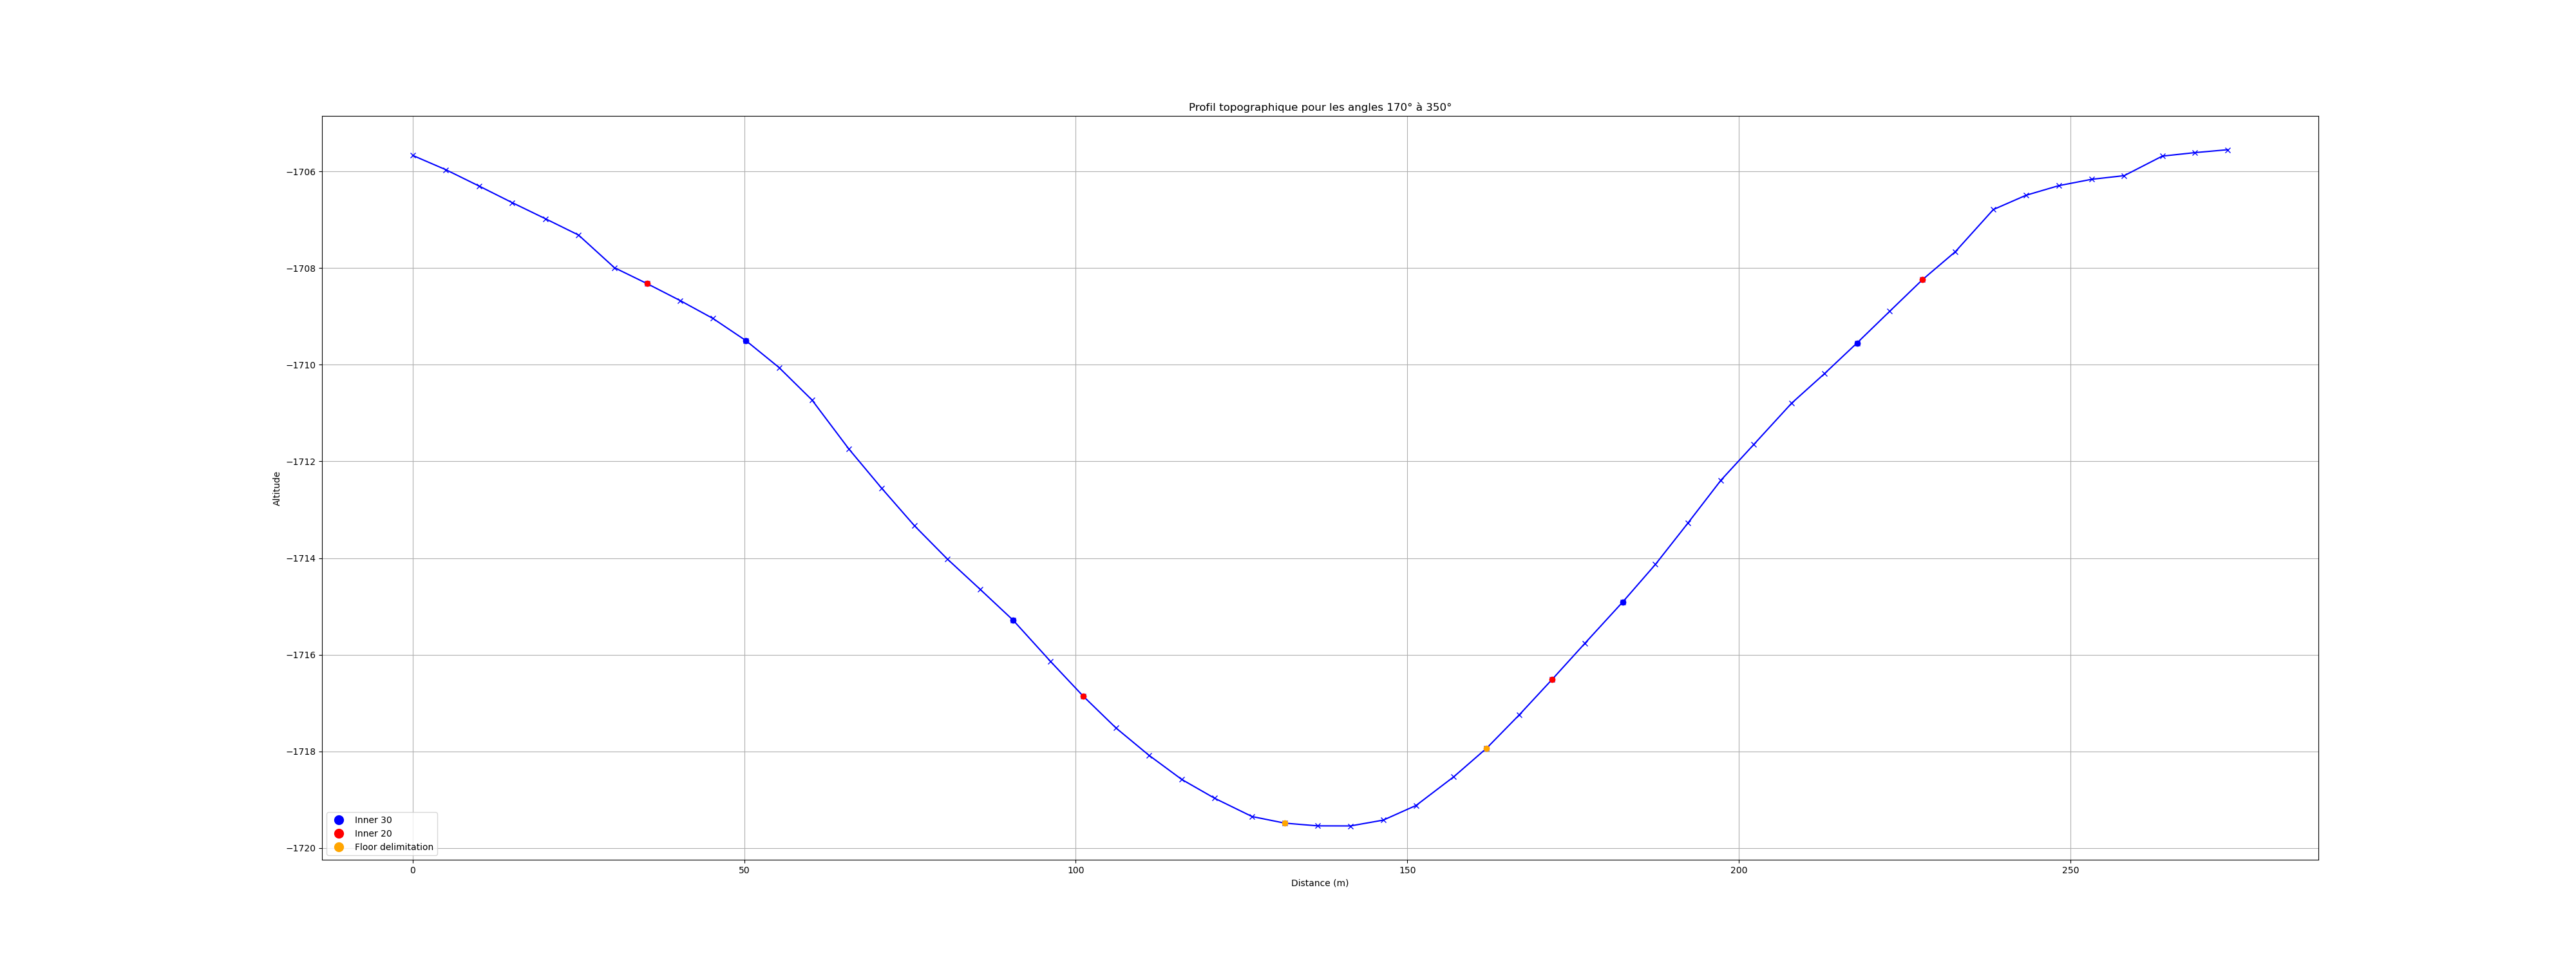 Profil topographique pour les angles 170° à 350°
Altitude
−1706
−1708
−1710
−1712
−1714
−1716
−1718
−1720
Inner 30
Inner 20
Floor delimitation
0 50 100 150 200 250
Distance (m)